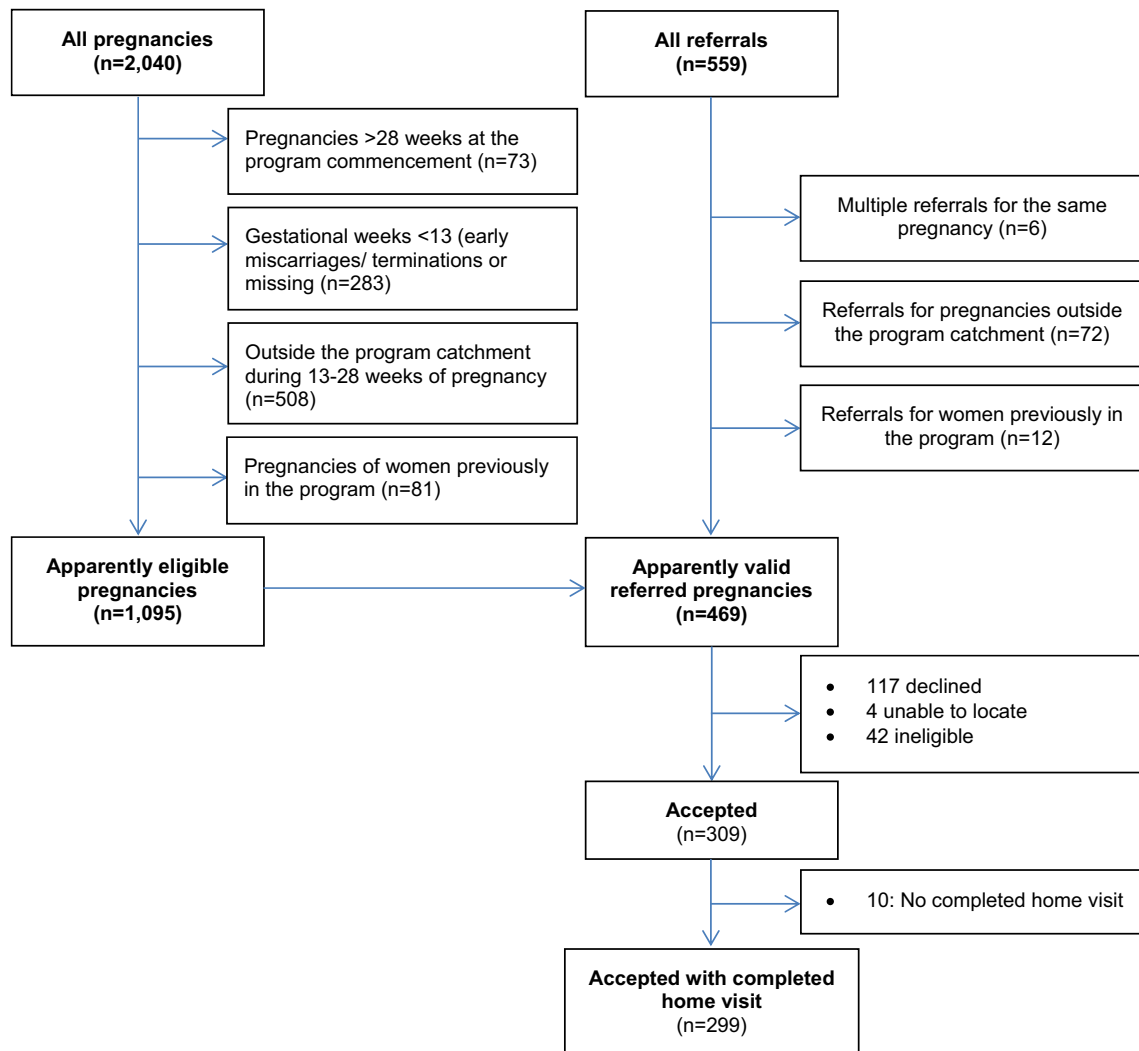 All pregnancies
(n=2,040)
All referrals
(n=559)
Pregnancies >28 weeks at the
program commencement (n=73)
Multiple referrals for the same
pregnancy (n=6)
Gestational weeks <13 (early
miscarriages/ terminations or
missing (n=283)
Referrals for pregnancies outside
the program catchment (n=72)
Outside the program catchment
during 13-28 weeks of pregnancy
(n=508)
Referrals for women previously in
the program (n=12)
Pregnancies of women previously
in the program (n=81)
Apparently eligible
pregnancies
(n=1,095)
Apparently valid
referred pregnancies
(n=469)
• 117 declined
• 4 unable to locate
• 42 ineligible
Accepted
(n=309)
• 10: No completed home visit
Accepted with completed
home visit
(n=299)